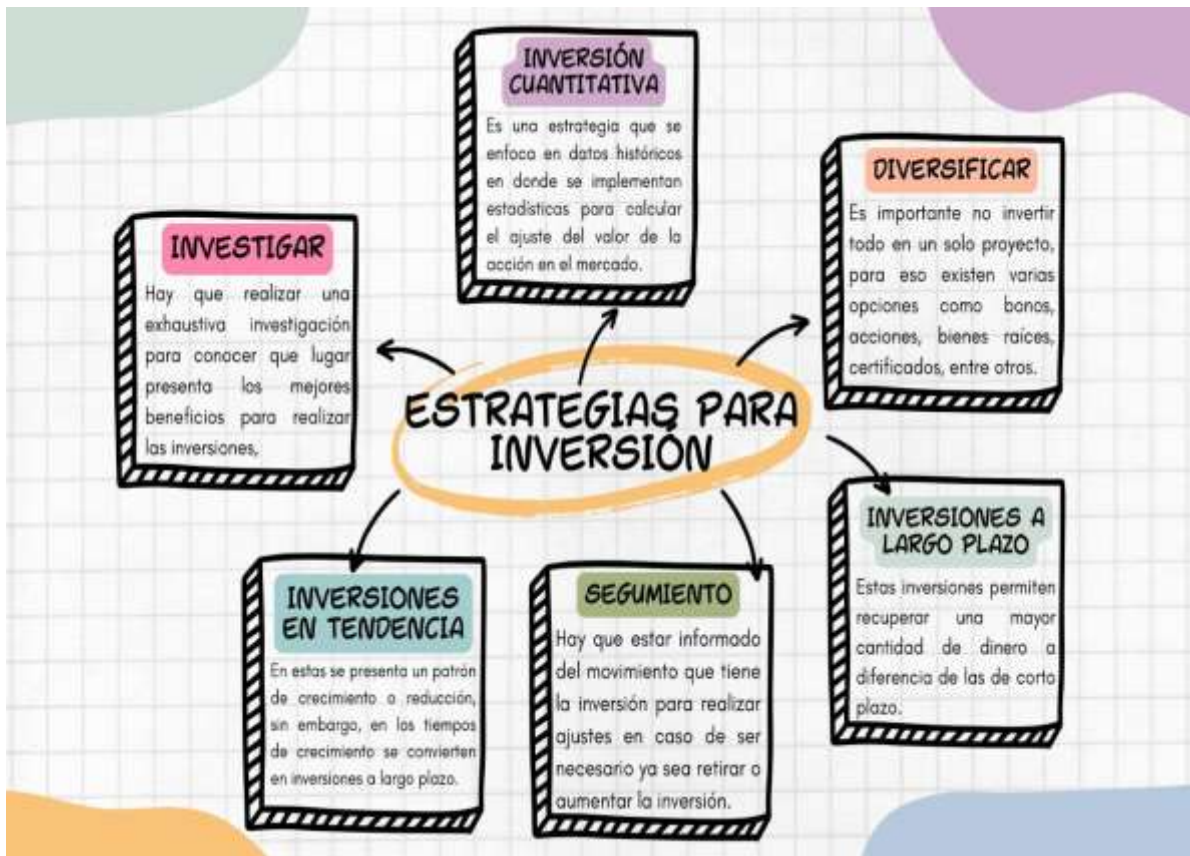 INVERSIÓN
CUANTITATIVA
Es una estrategia que se
enfoca en datos históricos
en donde se implementan
estadísticas para calcular
el ajuste del valor de la
acción en el mercado.
DIVERSIFICAR
Es importante no invertir
todo en un solo proyecto,
para eso existen varias
opciones como bonos,
acciones, bienes raíces,
certificados, entre otros.
INVESTIGAR
Hay que realizar una
exhaustiva investigación
para conocer que lugar
presenta los mejores
beneficios para realizar
las inversiones,
ESTRATEGIAS PARA
INVERSIÓN
INVERSIONES A
LARGO PLAZO
Estas inversiones permiten
recuperar una mayor
cantidad de dinero a
diferencia de las de corto
plazo.
INVERSIONES
EN TENDENCIA
En estas se presenta un patrón
de crecimiento o reducción,
sin embargo, en los tiempos
de crecimiento se convierten
en inversiones a largo plazo.
SEGUMIENTO
Hay que estar informado
del movimiento que tiene
la inversión para realizar
ajustes en caso de ser
necesario ya sea retirar o
aumentar la inversión.